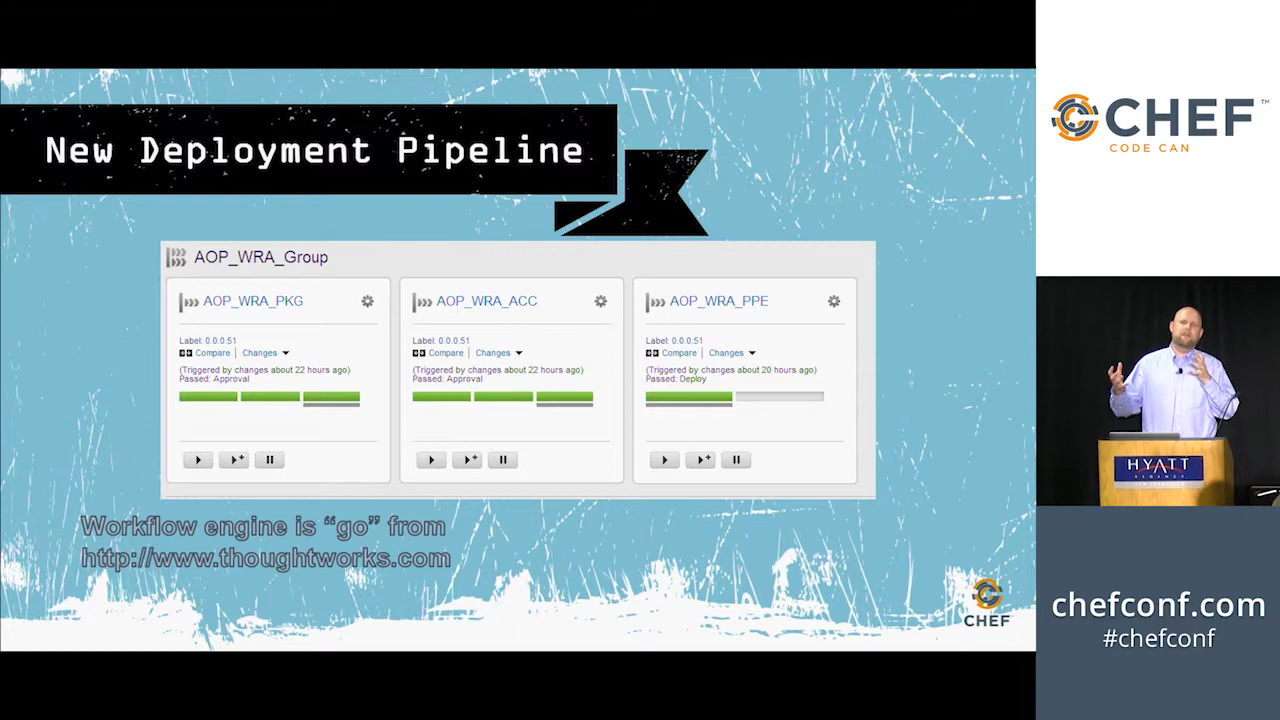 New Deployment Pipeline
AOP_WRA_Group
AOP_WRA_PKG
Label: 0.0.0.51
Compare | Changes
(Triggered by changes about 22 hours ago)
Passed: Approval
AOP_WRA_ACC
Label: 0.0.0.51
Compare | Changes
(Triggered by changes about 22 hours ago)
Passed: Approval
AOP_WRA_PPE
Label: 0.0.0.51
Compare | Changes
(Triggered by changes about 20 hours ago)
Passed: Deploy
Workflow engine is “go” from
http://www.thoughtworks.com
CHEF
CHEF™
CODE CAN
HYATT
REGENCY
chefconf.com
#chefconf